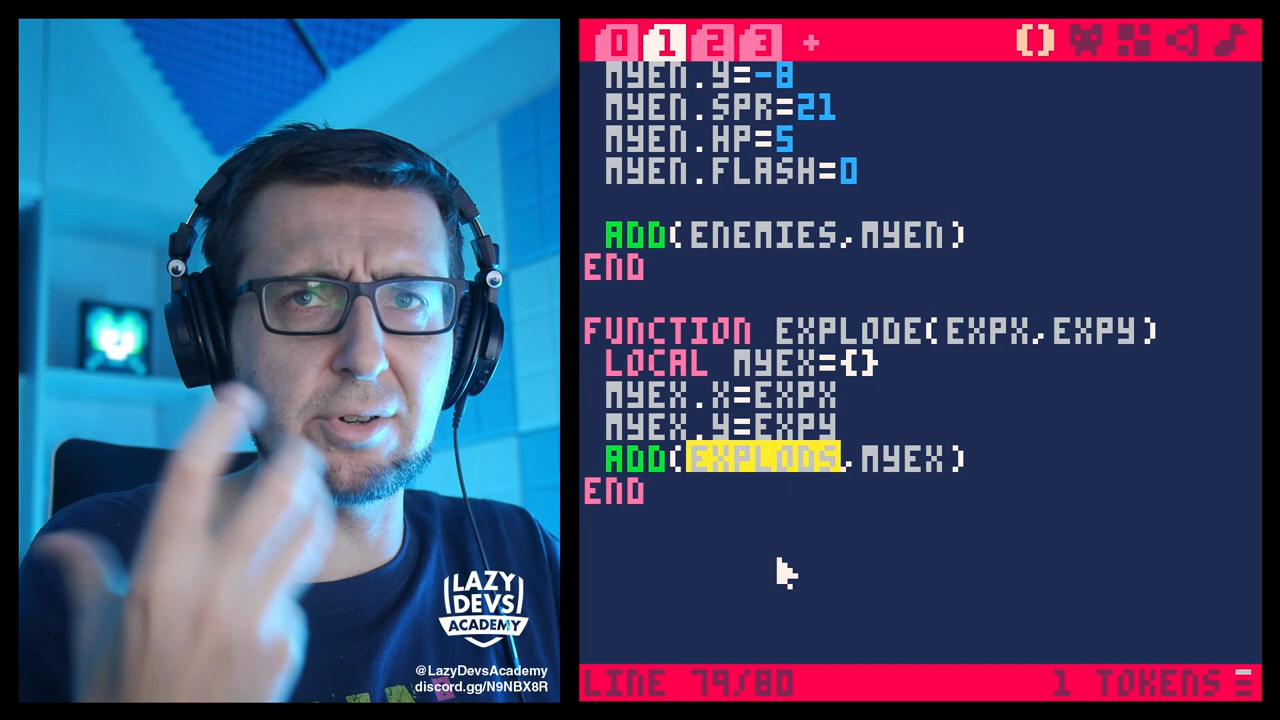 0 1 2 3 +
MYEN.Y=-8
MYEN.SPR=21
MYEN.HP=5
MYEN.FLASH=0
ADD(ENEMIES,MYEN)
END
FUNCTION EXPLODE(EXPX,EXPY)
LOCAL MYEX={}
MYEX.X=EXPX
MYEX.Y=EXPY
ADD(EXPLODS,MYEX)
END
LINE 79/80
1 TOKENS
LAZY
DEVS
ACADEMY
@LazyDevsAcademy
discord.gg/N9NBX8R